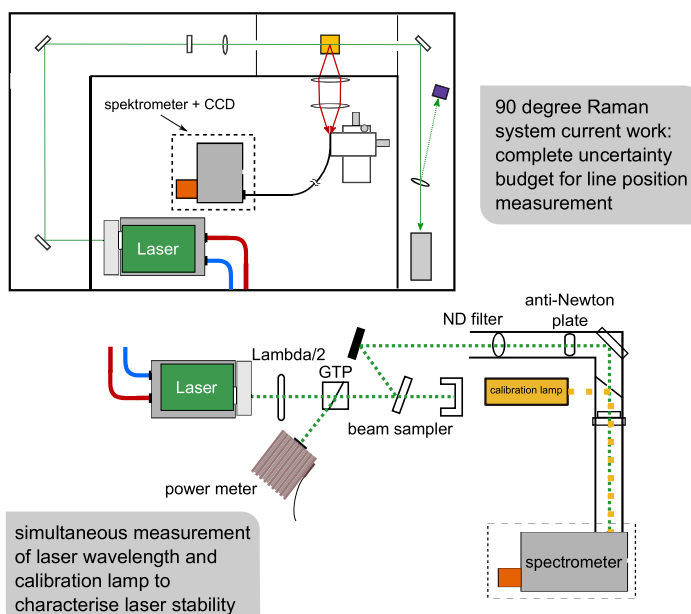 spektrometer + CCD
Laser
90 degree Raman
system current work:
complete uncertainty
budget for line position
measurement
anti-Newton
plate
ND filter
Lambda/2
GTP
Laser
calibration lamp
beam sampler
power meter
simultaneous measurement
of laser wavelength and
calibration lamp to
characterise laser stability
spectrometer